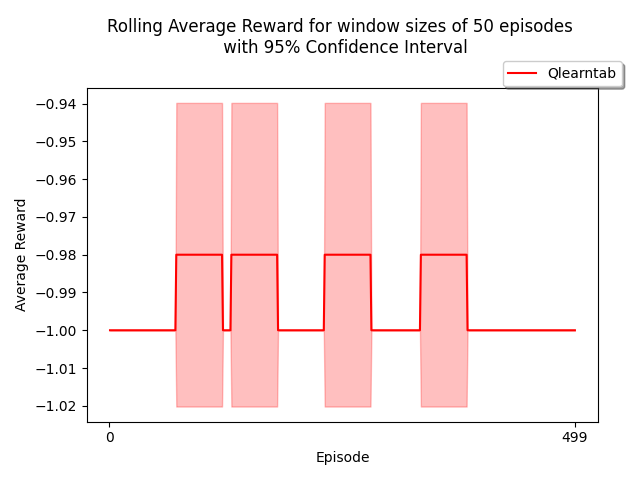 Rolling Average Reward for window sizes of 50 episodes
with 95% Confidence Interval
Qlearntab
−0.94
−0.95
−0.96
−0.97
−0.98
−0.99
−1.00
−1.01
−1.02
Average Reward
0
499
Episode